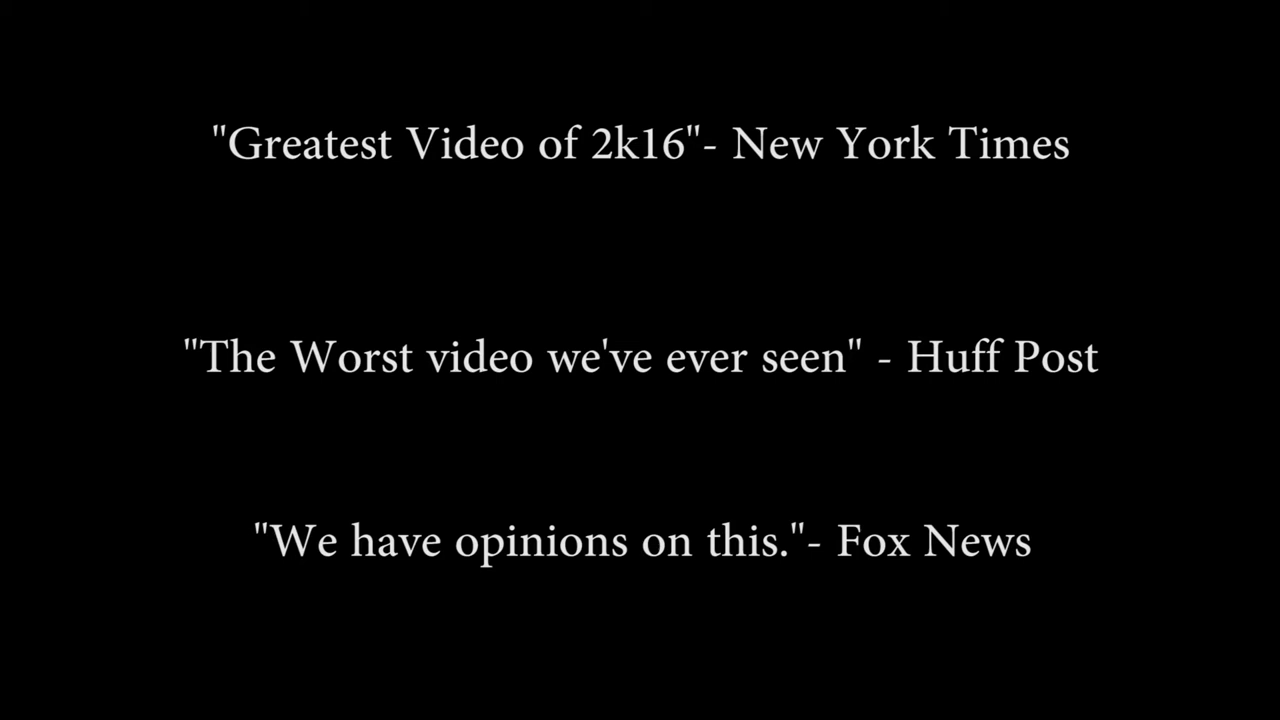 "Greatest Video of 2k16"- New York Times
"The Worst video we've ever seen" - Huff Post
"We have opinions on this."- Fox News